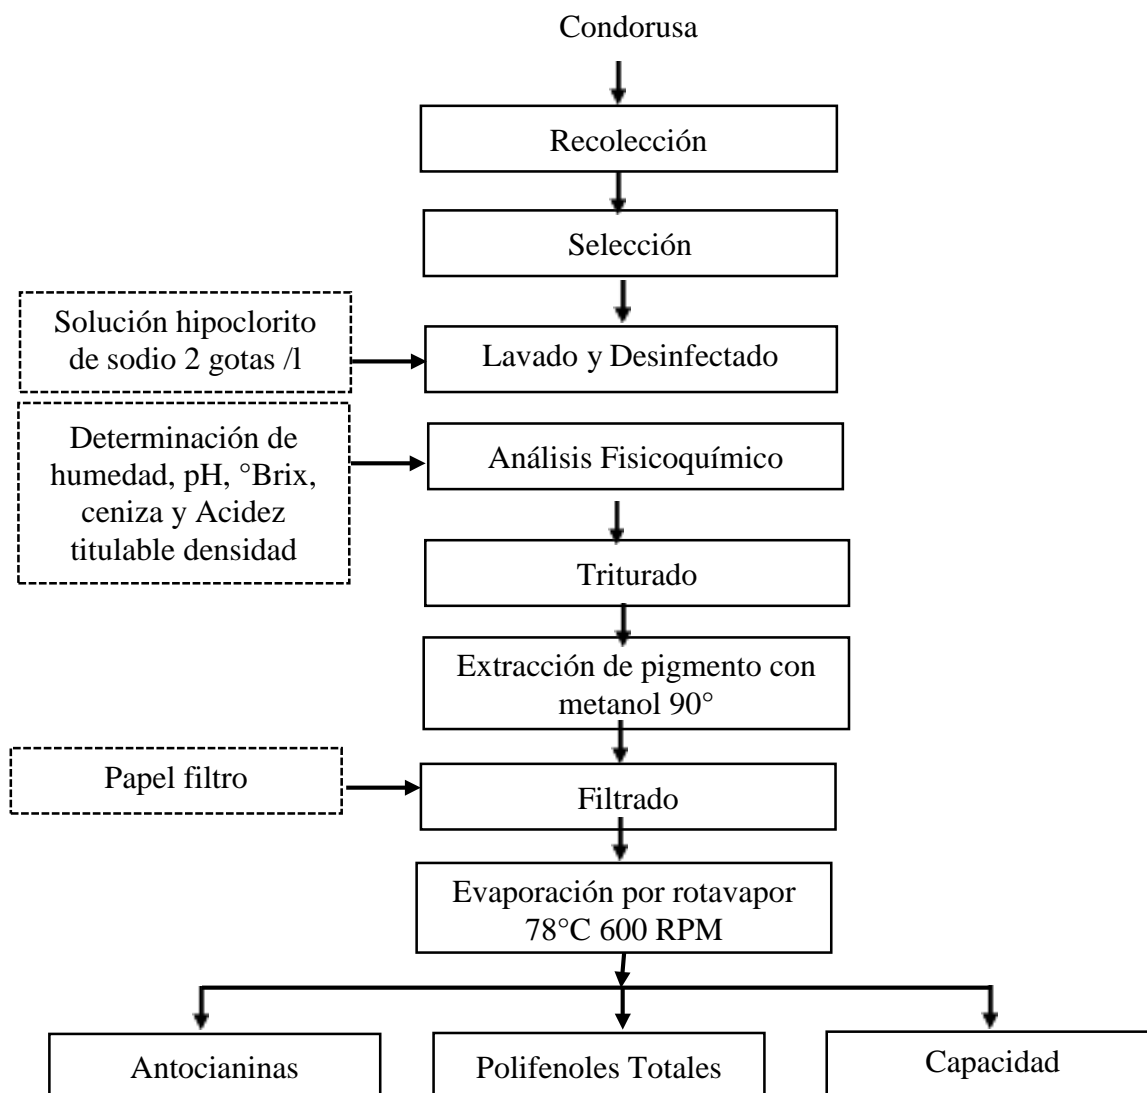 Condorusa
Recolección
Selección
Solución hipoclorito
de sodio 2 gotas /l
Lavado y Desinfectado
Determinación de
humedad, pH, °Brix,
ceniza y Acidez
titulable densidad
Análisis Fisicoquímico
Triturado
Extracción de pigmento con
metanol 90°
Papel filtro
Filtrado
Evaporación por rotavapor
78°C 600 RPM
Antocianinas
Polifenoles Totales
Capacidad